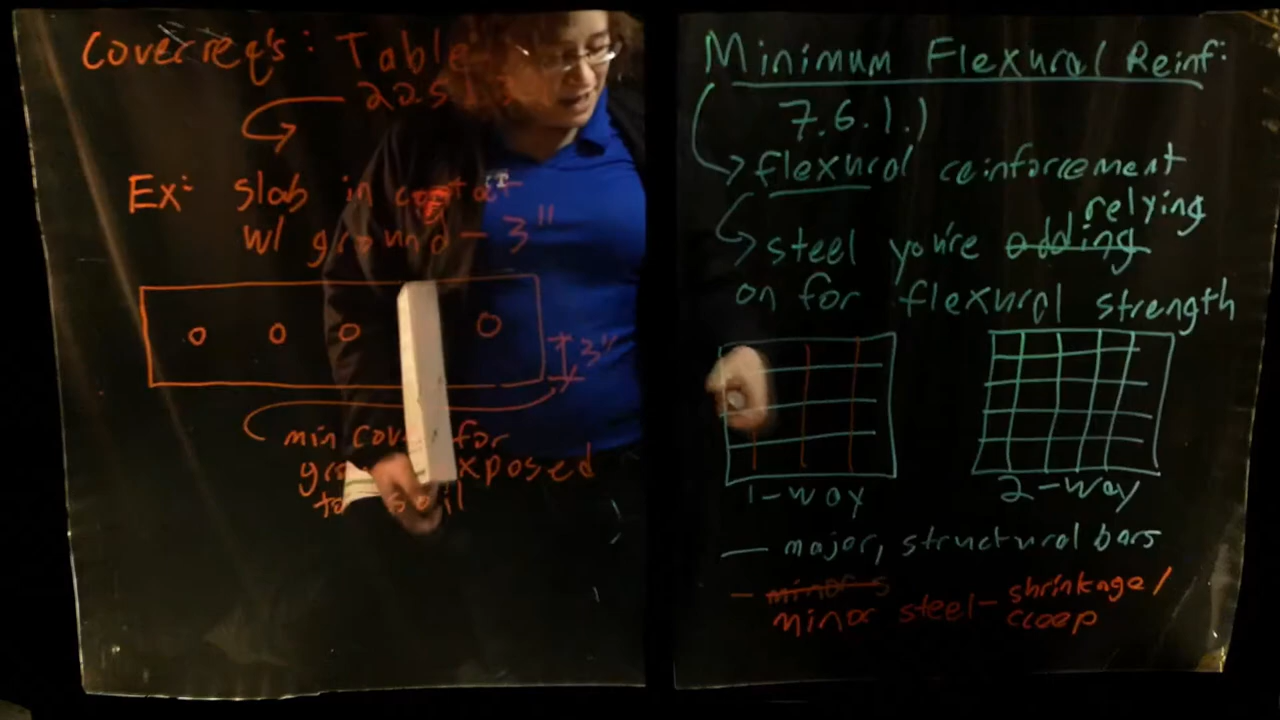 Cover req's: Table
Ex: slab in
w/ ground - 3"
3"
min for
exposed
Minimum Flexural Reinf:
7.6.1.1
flexural reinforcement
relying
steel you're adding
on for flexural strength
1-way
2-way
— major, structural bars
- minor s
minor steel - shrinkage/
creep